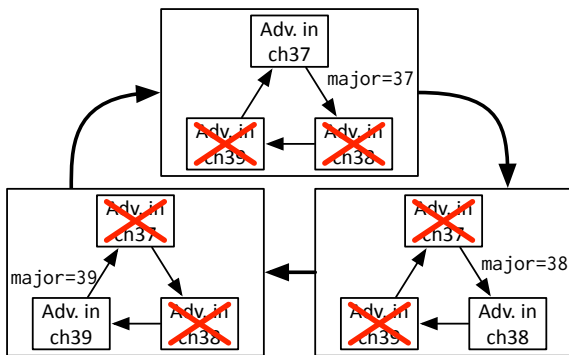 Adv. in
ch37
major=37
Adv. in
ch39
Adv. in
ch38
Adv. in
ch37
major=39
Adv. in
ch39
Adv. in
ch38
Adv. in
ch37
major=38
Adv. in
ch39
Adv. in
ch38